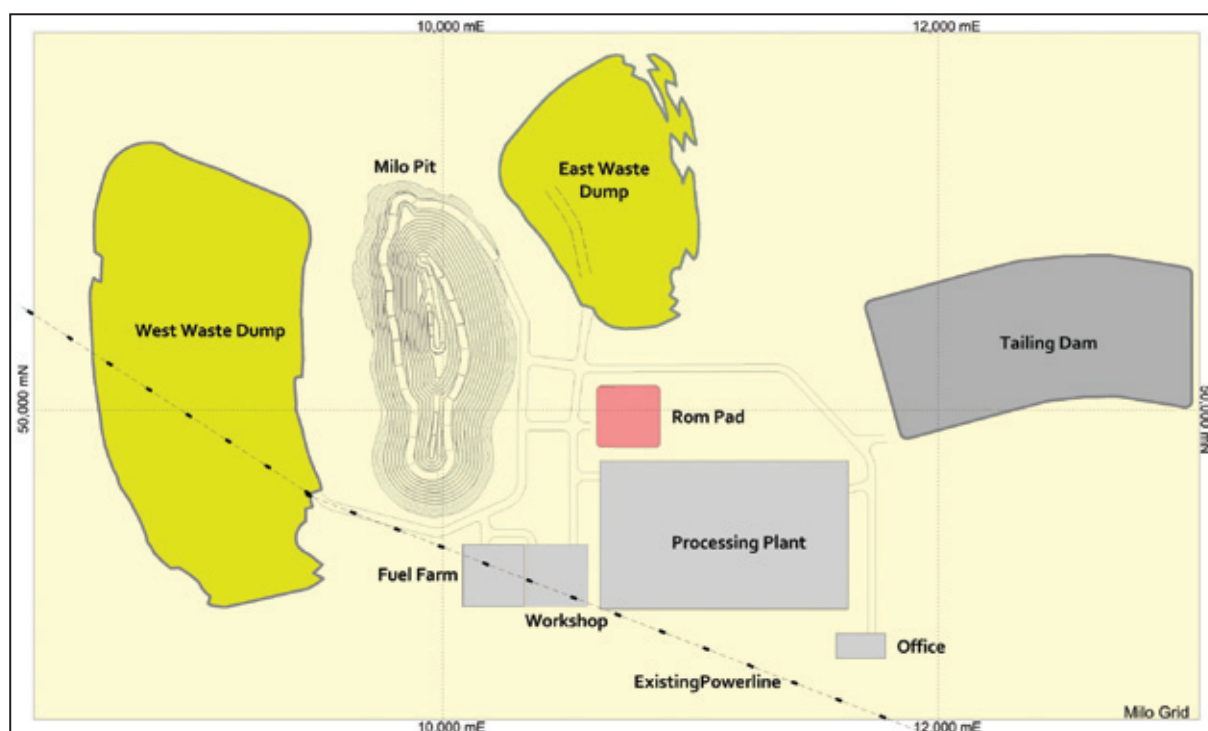 10,000 mE
12,000 mE
Milo Pit
East Waste
Dump
West Waste Dump
Tailing Dam
50,000 mN
50,000 mN
Rom Pad
Processing Plant
Fuel Farm
Workshop
Office
ExistingPowerline
Milo Grid
10,000 mE
12,000 mE